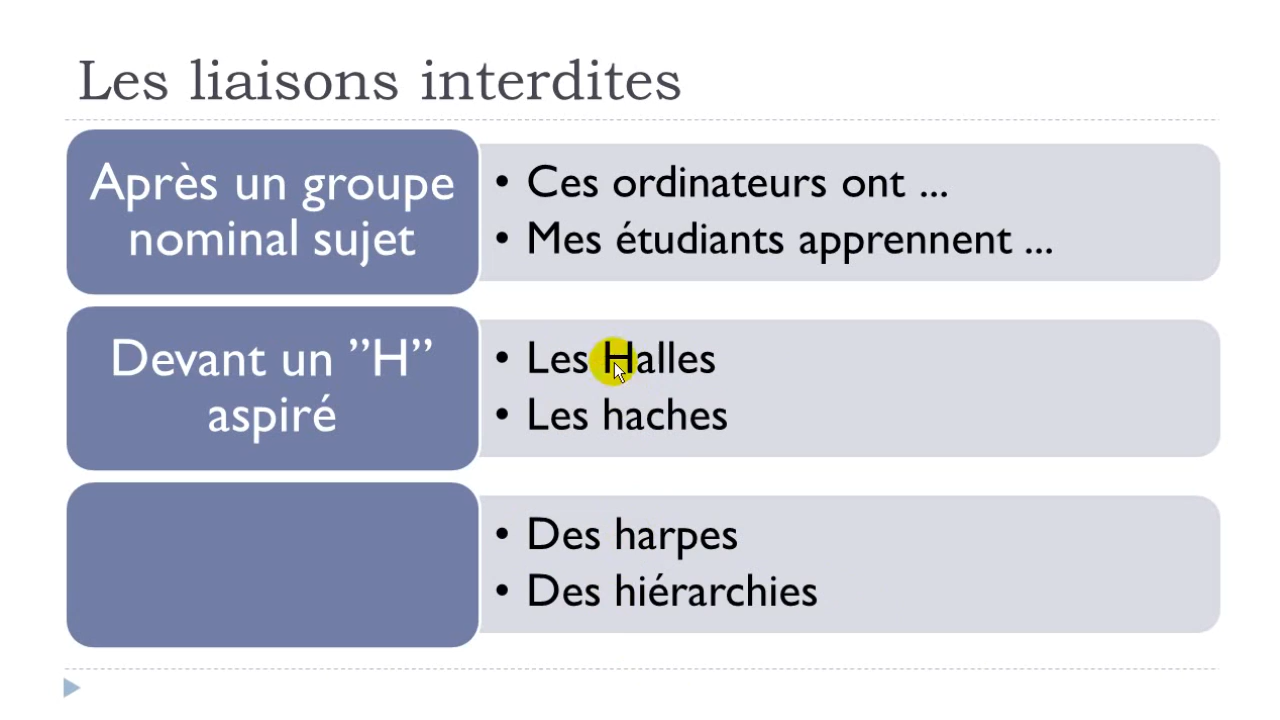 Les liaisons interdites
Après un groupe
nominal sujet
• Ces ordinateurs ont ...
• Mes étudiants apprennent ...
Devant un ”H”
aspiré
• Les Halles
• Les haches
• Des harpes
• Des hiérarchies